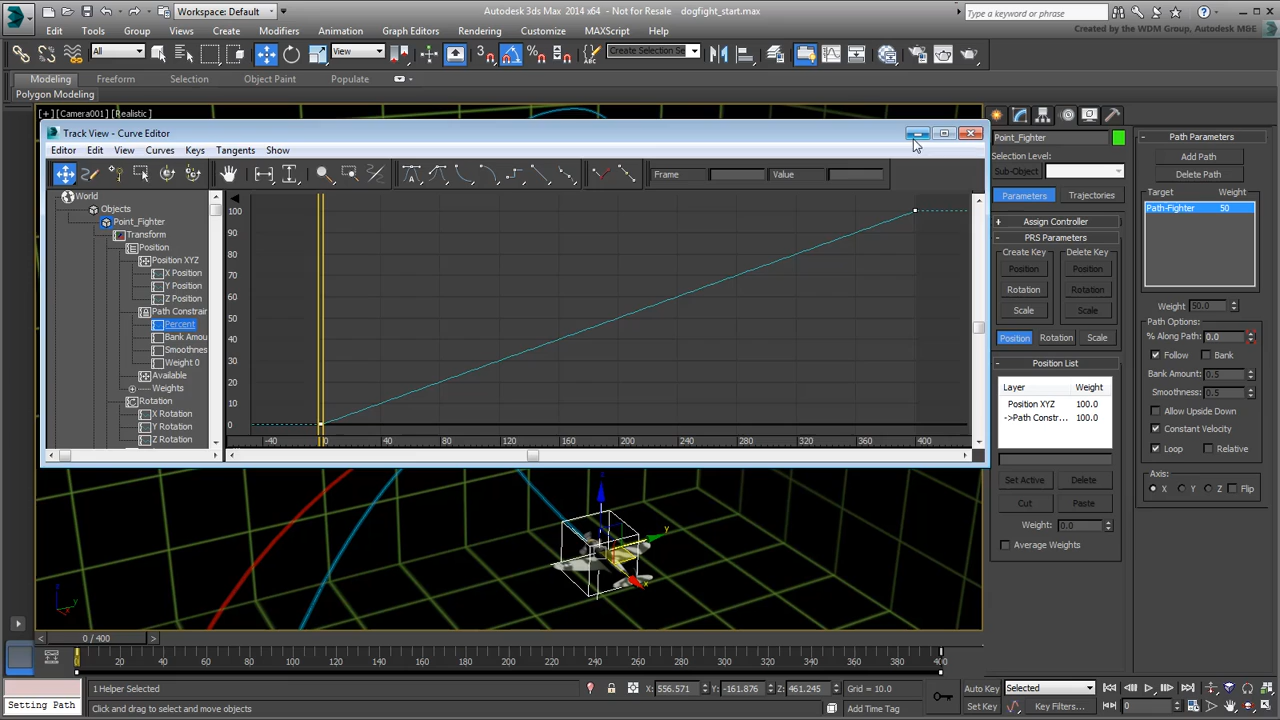 Workspace: Default
Autodesk 3ds Max 2014 x64 - Not for Resale dogfight_start.max
Type a keyword or phrase
Created by the WDM Group, Autodesk MBE
Edit Tools Group Views Create Modifiers Animation Graph Editors Rendering Customize MAXScript Help
All
View
Create Selection Se
Modeling Freeform Selection Object Paint Populate
Polygon Modeling
[+] [Camera001] [Realistic]
Track View - Curve Editor
Editor Edit View Curves Keys Tangents Show
Frame
Value
World
Objects
Point_Fighter
Transform
Position
Position XYZ
X Position
Y Position
Z Position
Path Constrai
Percent
Bank Amou
Smoothnes
Weight 0
Available
Weights
Rotation
X Rotation
Y Rotation
Z Rotation
100
90
80
70
60
50
40
30
20
10
0
-40 0 40 80 120 160 200 240 280 320 360 400
Point_Fighter
Selection Level:
Sub-Object
Parameters Trajectories
+ Assign Controller
- PRS Parameters
Create Key Delete Key
Position Position
Rotation Rotation
Scale Scale
Position Rotation Scale
- Position List
Layer Weight
Position XYZ 100.0
->Path Constr... 100.0
Set Active Delete
Cut Paste
Weight: 0.0
Average Weights
- Path Parameters
Add Path
Delete Path
Target Weight
Path-Fighter 50
Weight 50.0
Path Options:
% Along Path: 0.0
Follow Bank
Bank Amount: 0.5
Smoothness: 0.5
Allow Upside Down
Constant Velocity
Loop Relative
Axis:
X Y Z Flip
z
y
x
z
y
x
< 0 / 400 >
20 40 60 80 100 120 140 160 180 200 220 240 260 280 300 320 340 360 380 400
Setting Path
1 Helper Selected
Click and drag to select and move objects
X: 556.571 Y: -161.876 Z: 461.245 Grid = 10.0
Add Time Tag
Auto Key Selected
Set Key Key Filters...
0